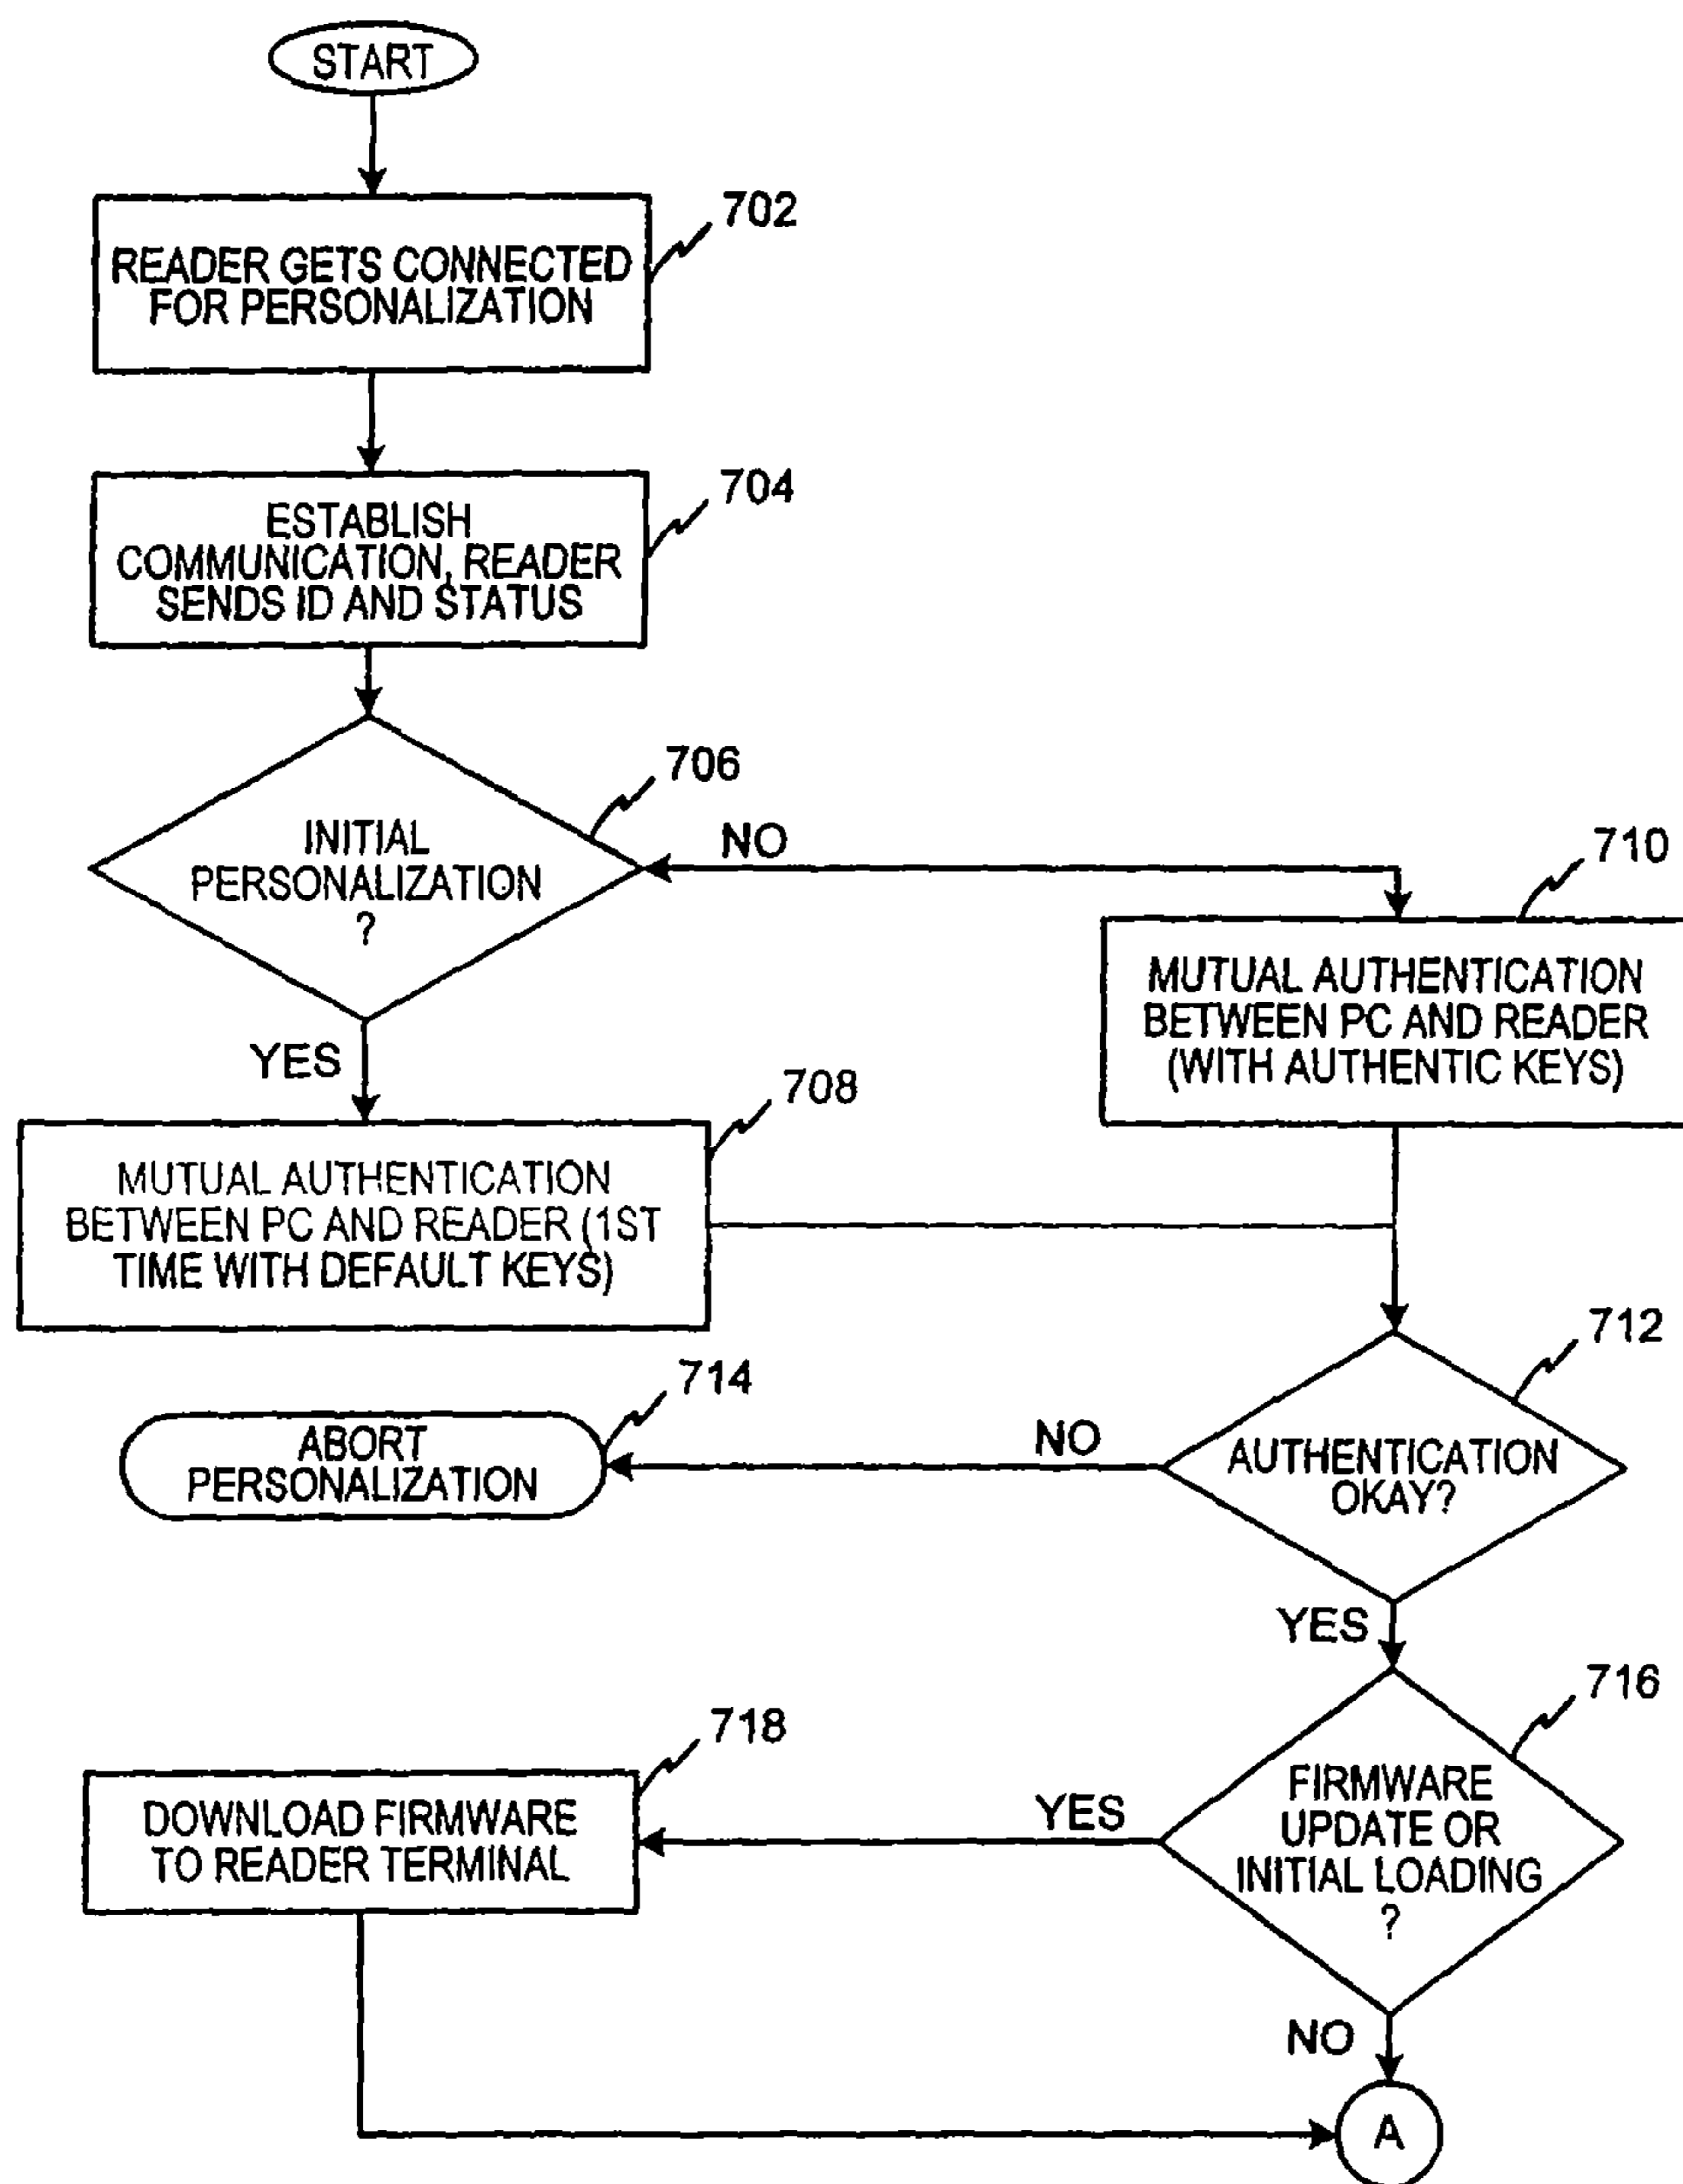 START
702
READER GETS CONNECTED
FOR PERSONALIZATION
704
ESTABLISH
COMMUNICATION, READER
SENDS ID AND STATUS
706
INITIAL
PERSONALIZATION
?
NO
710
MUTUAL AUTHENTICATION
BETWEEN PC AND READER
(WITH AUTHENTIC KEYS)
YES
708
MUTUAL AUTHENTICATION
BETWEEN PC AND READER (1ST
TIME WITH DEFAULT KEYS)
712
AUTHENTICATION
OKAY?
NO
714
ABORT
PERSONALIZATION
YES
716
FIRMWARE
UPDATE OR
INITIAL LOADING
?
YES
718
DOWNLOAD FIRMWARE
TO READER TERMINAL
NO
A